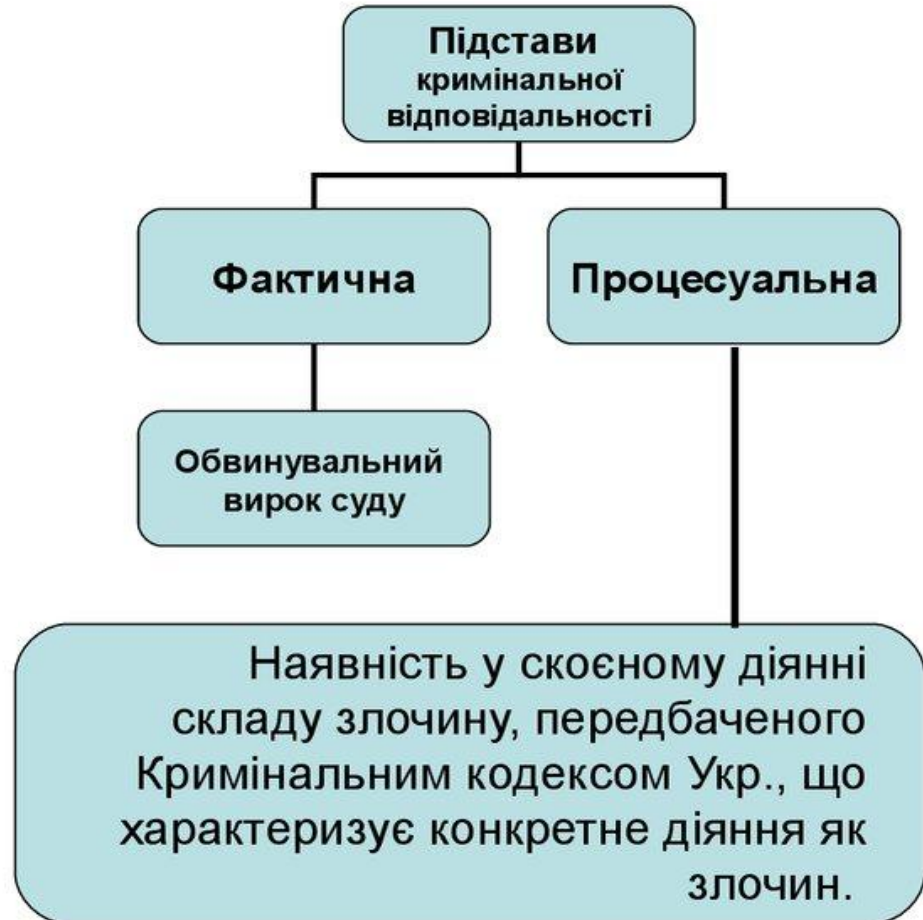 Підстави
кримінальної
відповідальності
Фактична
Процесуальна
Обвинувальний
вирок суду
Наявність у скоєному діянні
складу злочину, передбаченого
Кримінальним кодексом Укр., що
характеризує конкретне діяння як
злочин.